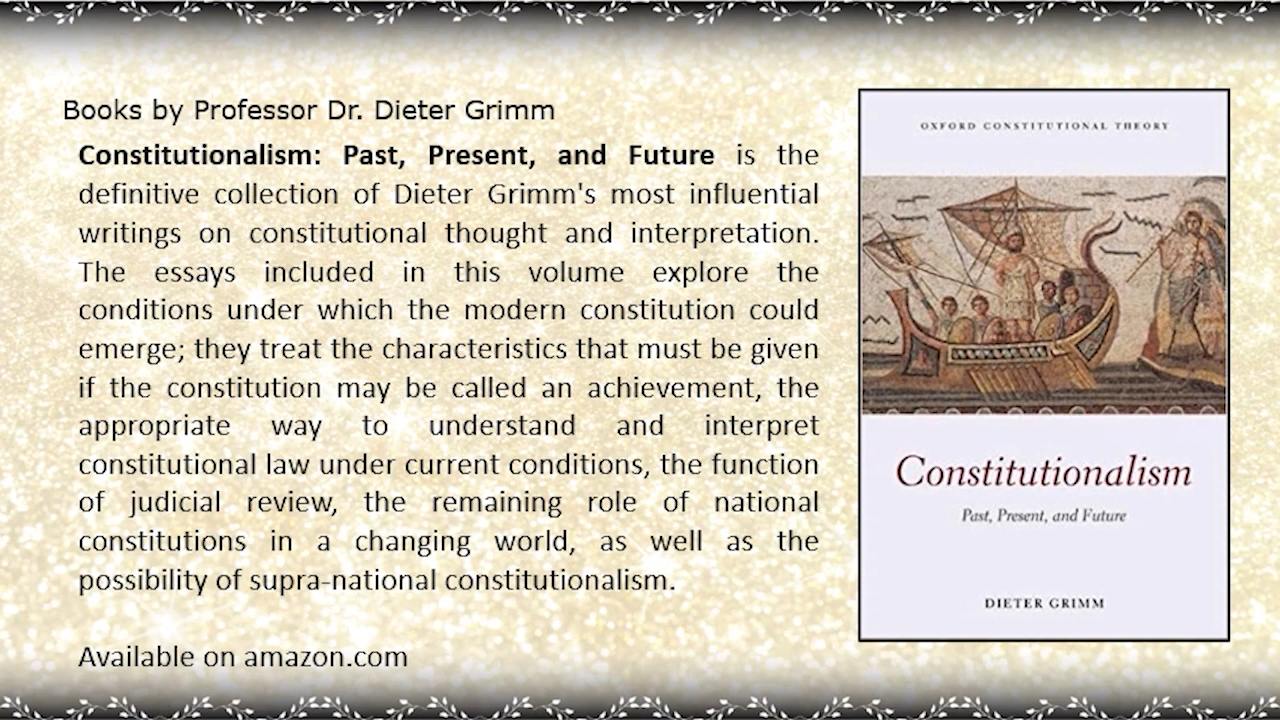 Books by Professor Dr. Dieter Grimm
Constitutionalism: Past, Present, and Future is the
definitive collection of Dieter Grimm's most influential
writings on constitutional thought and interpretation.
The essays included in this volume explore the
conditions under which the modern constitution could
emerge; they treat the characteristics that must be given
if the constitution may be called an achievement, the
appropriate way to understand and interpret
constitutional law under current conditions, the function
of judicial review, the remaining role of national
constitutions in a changing world, as well as the
possibility of supra-national constitutionalism.
Available on amazon.com
OXFORD CONSTITUTIONAL THEORY
Constitutionalism
Past, Present, and Future
DIETER GRIMM